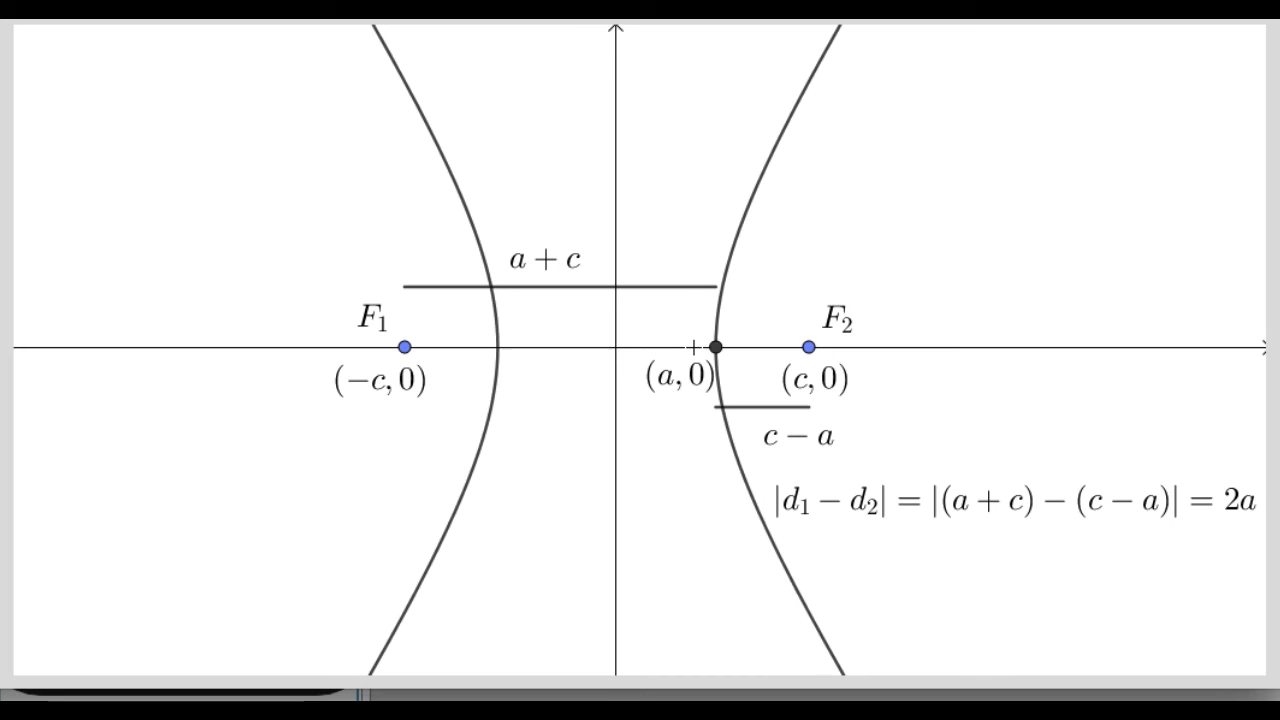 a + c
F₁
F₂
(−c, 0)
(a, 0)
(c, 0)
c − a
|d₁ − d₂| = |(a + c) − (c − a)| = 2a